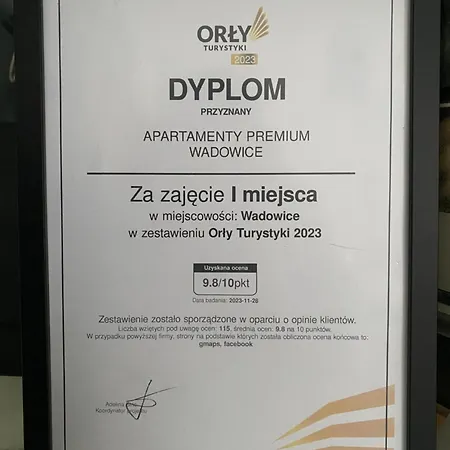 ORŁY
TURYSTYKI
2023
DYPLOM
PRZYZNANY
APARTAMENTY PREMIUM
WADOWICE
Za zajęcie I miejsca
w miejscowości: Wadowice
w zestawieniu Orły Turystyki 2023
Uzyskana ocena
9.8/10pkt
Data badania: 2023-11-28
Zestawienie zostało sporządzone w oparciu o opinie klientów.
Liczba wziętych pod uwagę ocen: 115, średnia ocen: 9.8 na 10 punktów.
W przypadku powyższej firmy, strony na podstawie których została obliczona ocena końcowa to:
gmaps, facebook
Koordynator projektu